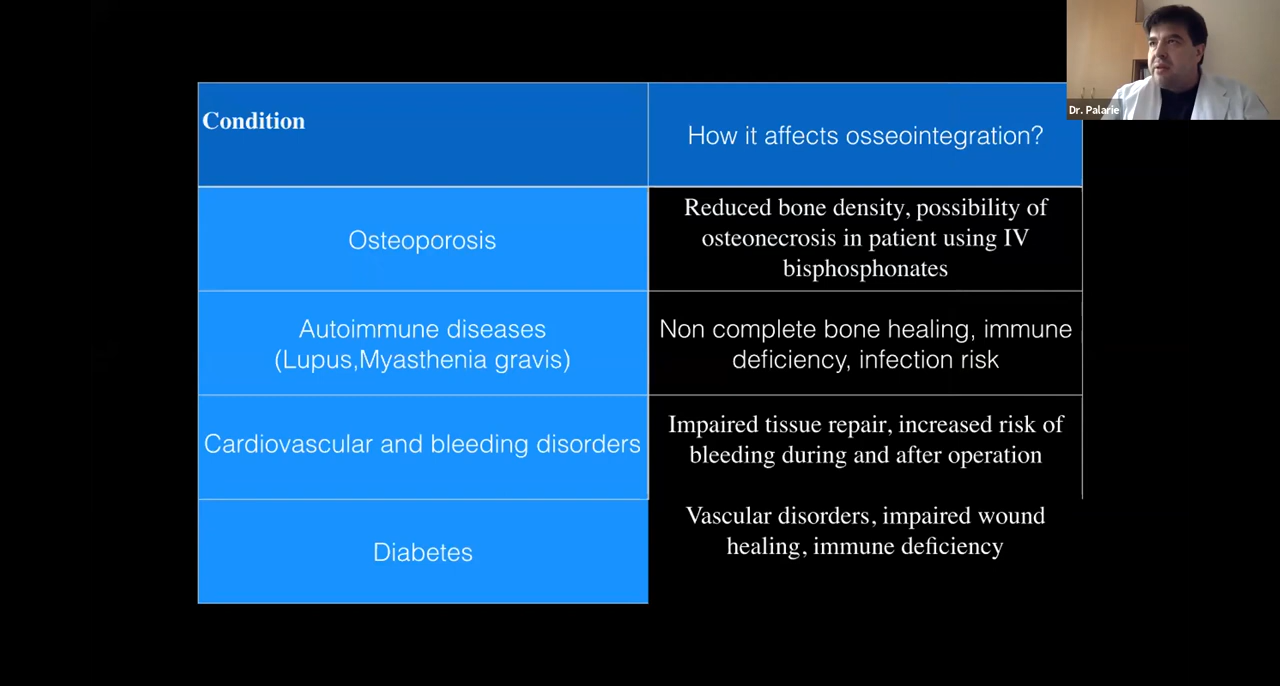 Dr. Palarie
Condition
How it affects osseointegration?
Osteoporosis
Reduced bone density, possibility of
osteonecrosis in patient using IV
bisphosphonates
Autoimmune diseases
(Lupus,Myasthenia gravis)
Non complete bone healing, immune
deficiency, infection risk
Cardiovascular and bleeding disorders
Impaired tissue repair, increased risk of
bleeding during and after operation
Diabetes
Vascular disorders, impaired wound
healing, immune deficiency